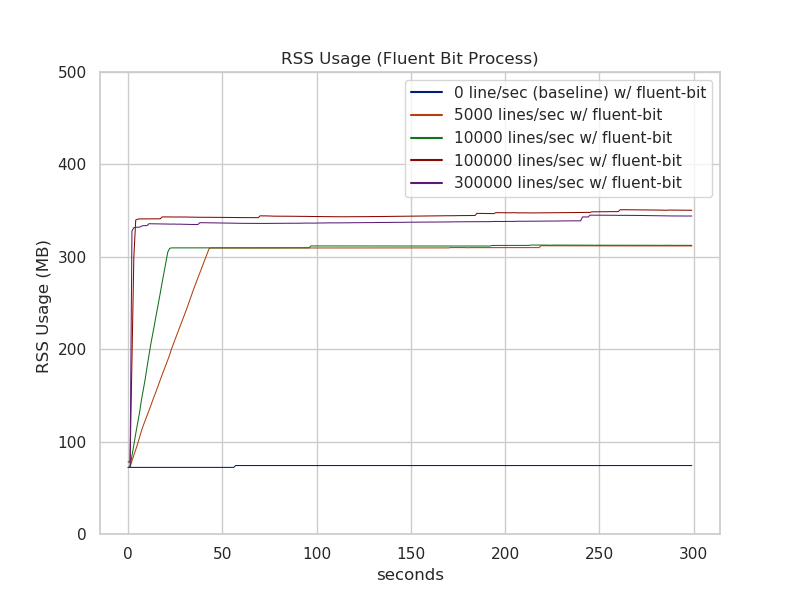 RSS Usage (Fluent Bit Process)
500
400
300
200
100
0
RSS Usage (MB)
0 line/sec (baseline) w/ fluent-bit
5000 lines/sec w/ fluent-bit
10000 lines/sec w/ fluent-bit
100000 lines/sec w/ fluent-bit
300000 lines/sec w/ fluent-bit
0 50 100 150 200 250 300
seconds